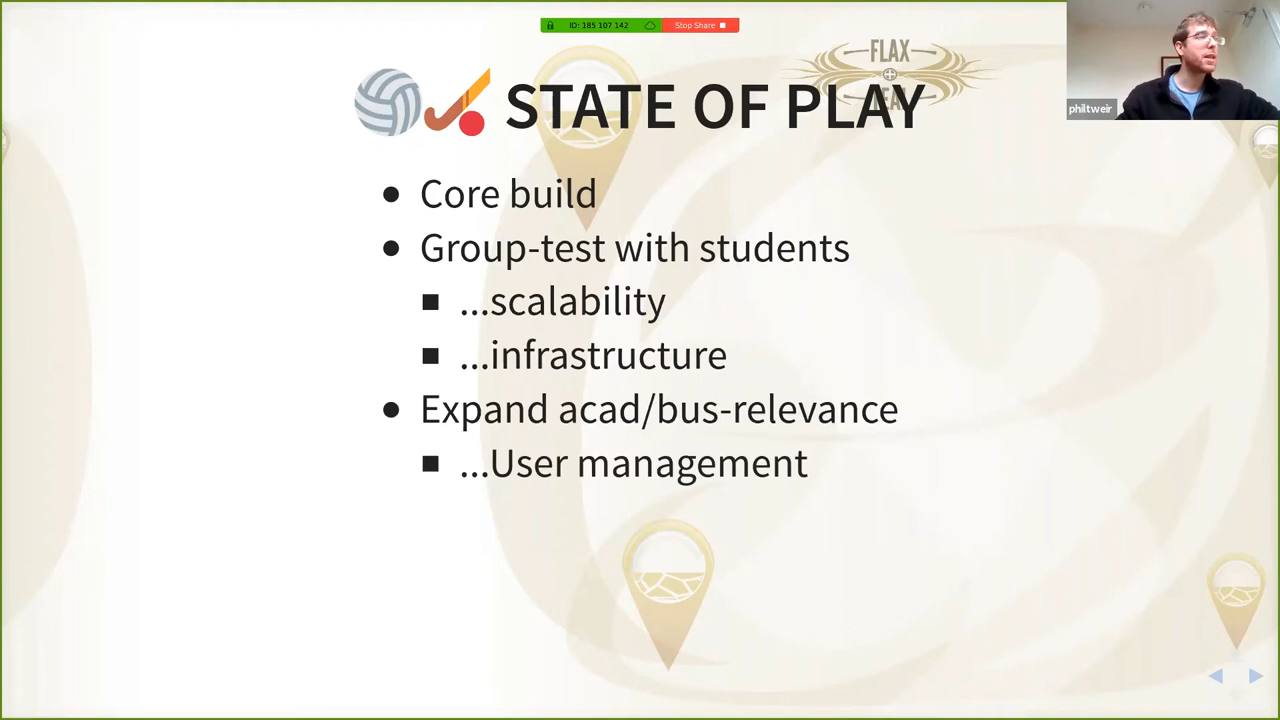 ID: 185 107 142
Stop Share
FLAX
STATE OF PLAY
philtweir
• Core build
• Group-test with students
■ ...scalability
■ ...infrastructure
• Expand acad/bus-relevance
■ ...User management